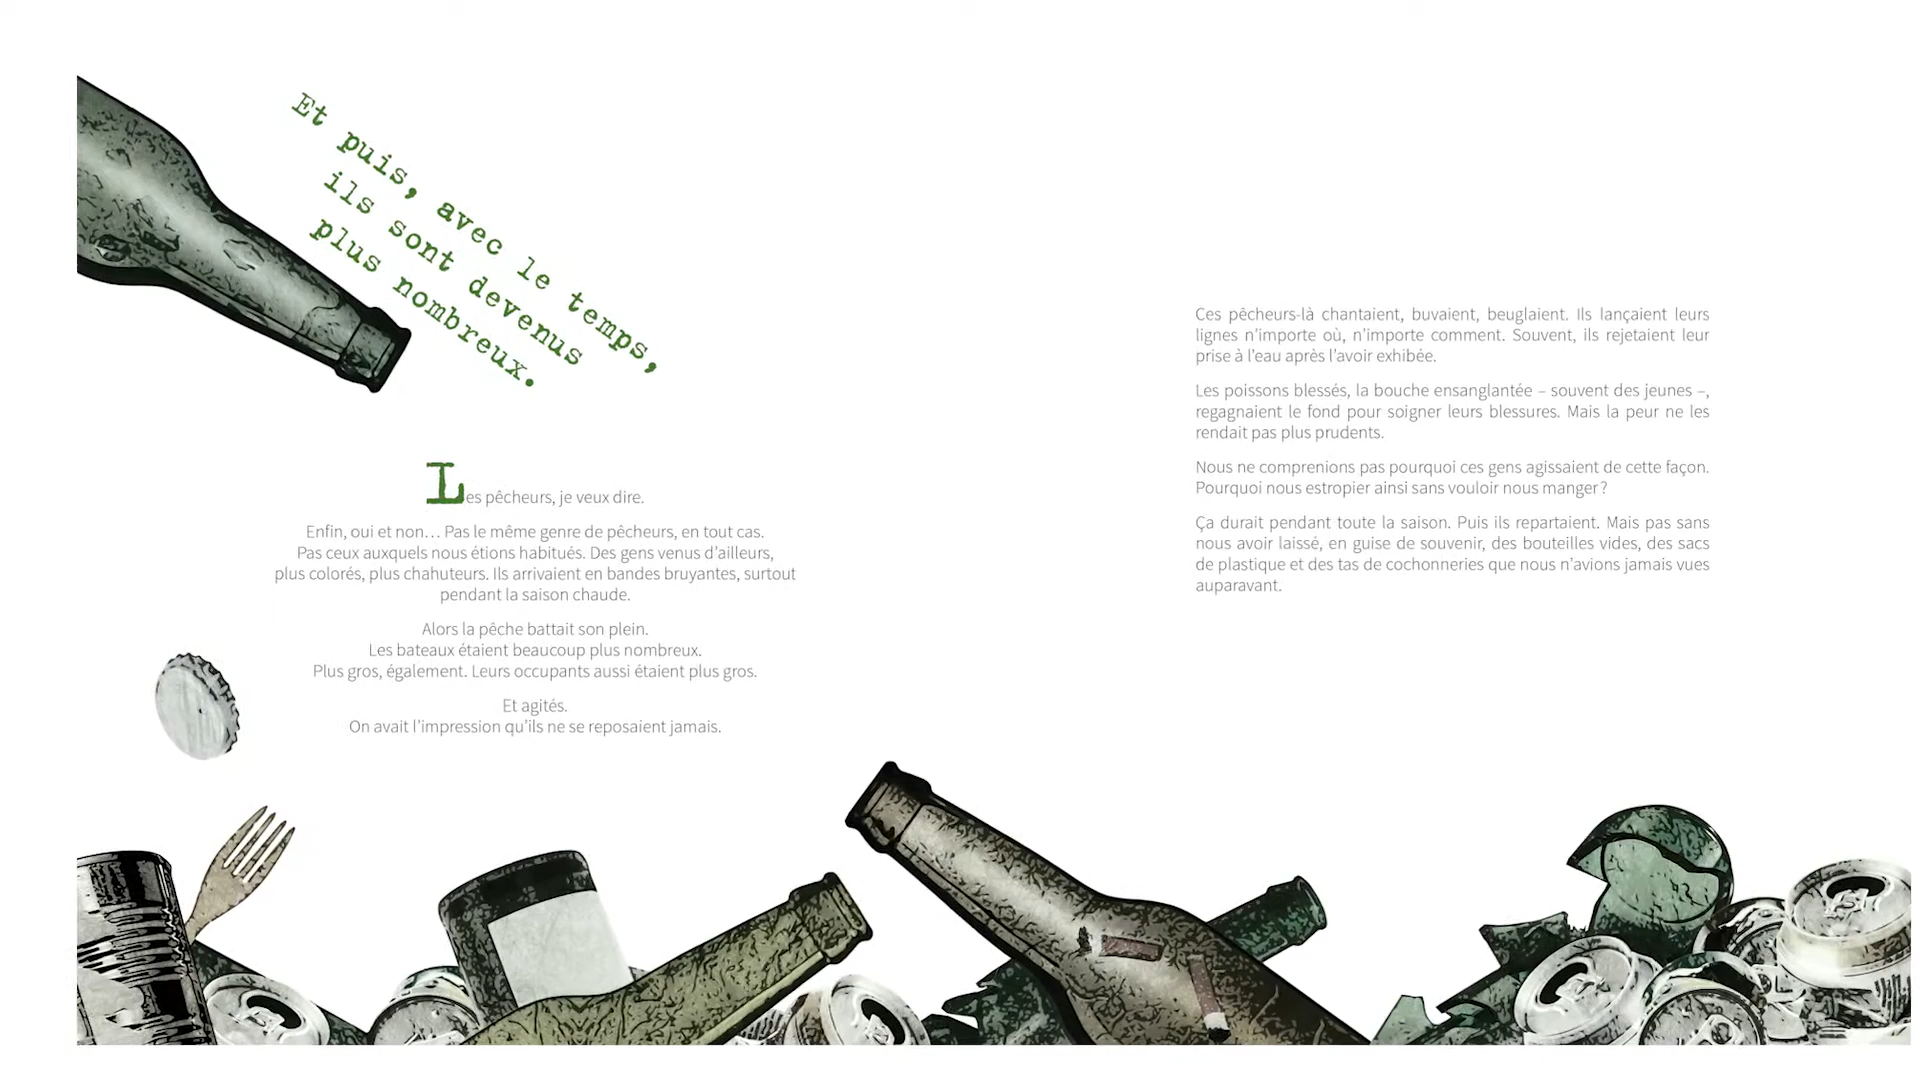 Et puis, avec le temps,
ils sont devenus
plus nombreux.
Les pêcheurs, je veux dire.
Enfin, oui et non… Pas le même genre de pêcheurs, en tout cas.
Pas ceux auxquels nous étions habitués. Des gens venus d’ailleurs,
plus colorés, plus chahuteurs. Ils arrivaient en bandes bruyantes, surtout
pendant la saison chaude.
Alors la pêche battait son plein.
Les bateaux étaient beaucoup plus nombreux.
Plus gros, également. Leurs occupants aussi étaient plus gros.
Et agités.
On avait l’impression qu’ils ne se reposaient jamais.
Ces pêcheurs-là chantaient, buvaient, beuglaient. Ils lançaient leurs
lignes n’importe où, n’importe comment. Souvent, ils rejetaient leur
prise à l’eau après l’avoir exhibée.
Les poissons blessés, la bouche ensanglantée – souvent des jeunes –,
regagnaient le fond pour soigner leurs blessures. Mais la peur ne les
rendait pas plus prudents.
Nous ne comprenions pas pourquoi ces gens agissaient de cette façon.
Pourquoi nous estropier ainsi sans vouloir nous manger ?
Ça durait pendant toute la saison. Puis ils repartaient. Mais pas sans
nous avoir laissé, en guise de souvenir, des bouteilles vides, des sacs
de plastique et des tas de cochonneries que nous n’avions jamais vues
auparavant.